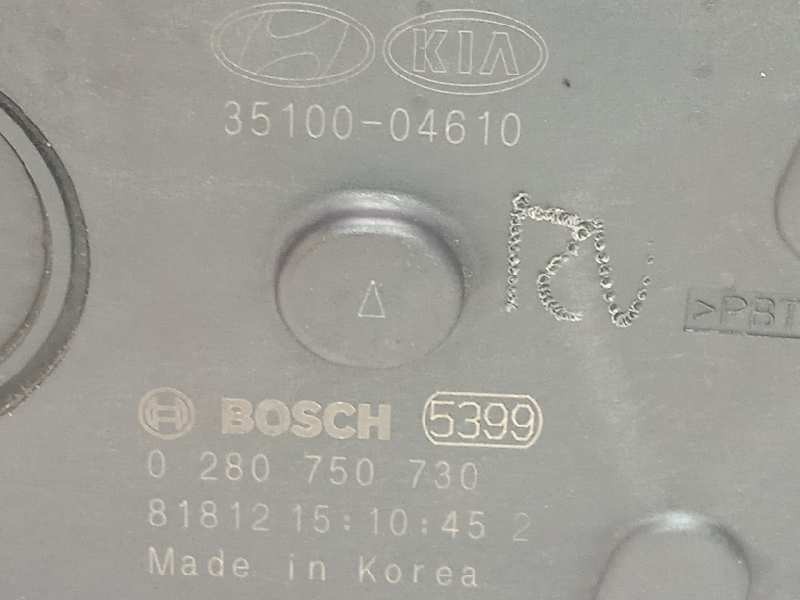 KIA
35100-04610
>PBT
BOSCH 5399
0 280 750 730
81812 15:10:45 2
Made in Korea